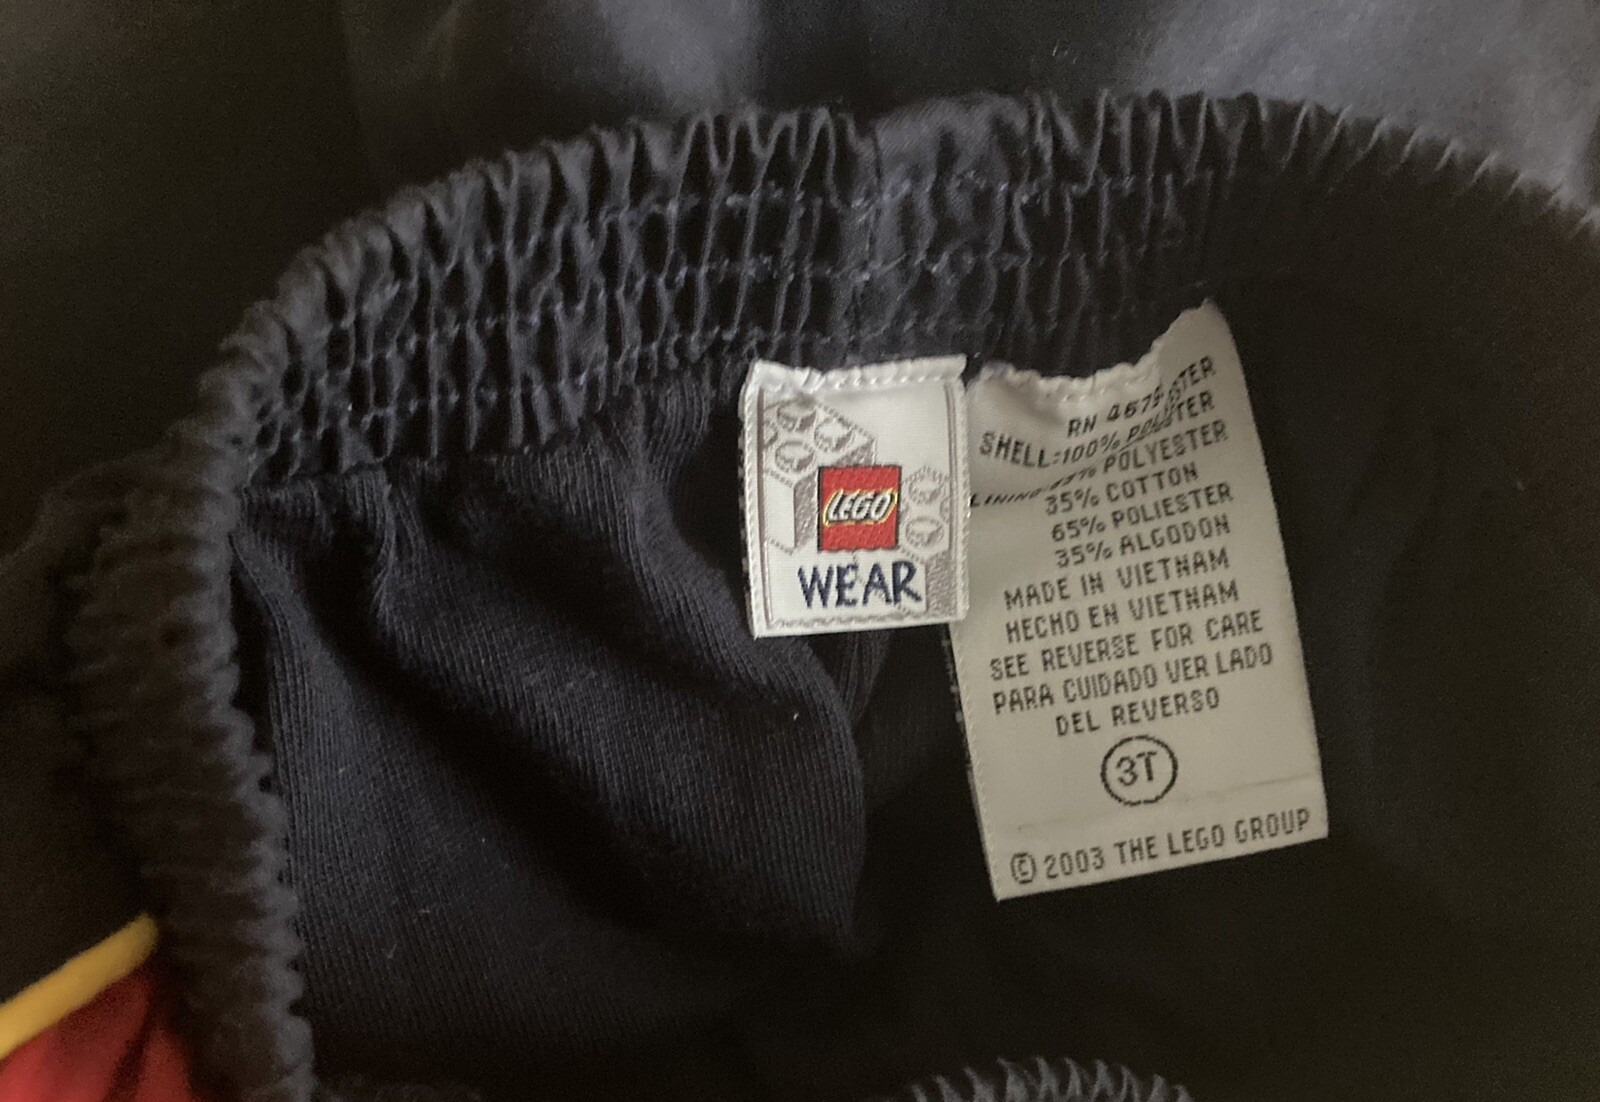 LEGO
WEAR
RN
SHELL:100% POLYESTER
POLYESTER
35% COTTON
65% POLIESTER
35% ALGODON
MADE IN VIETNAM
HECHO EN VIETNAM
SEE REVERSE FOR CARE
PARA CUIDADO VER LADO
DEL REVERSO
3T
© 2003 THE LEGO GROUP